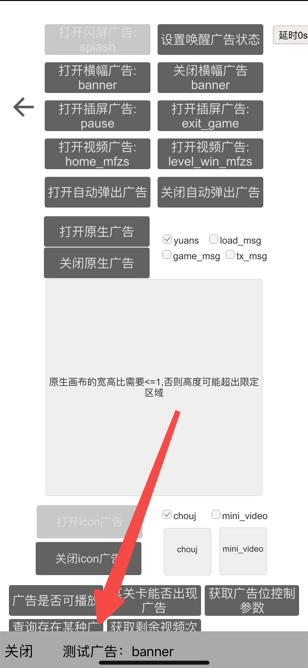 打开闪屏广告:
splash
设置唤醒广告状态
延时0s
打开横幅广告:
banner
关闭横幅广告
banner
打开插屏广告:
pause
打开插屏广告:
exit_game
打开视频广告:
home_mfzs
打开视频广告:
level_win_mfzs
打开自动弹出广告
关闭自动弹出广告
打开原生广告
关闭原生广告
yuans
load_msg
game_msg
tx_msg
原生画布的宽高比需要<=1,否则高度可能超出限定
区域
打开icon广告
关闭icon广告
chouj
mini_video
chouj
mini_video
广告是否可播放
关卡能否出现
广告
获取广告位控制
参数
查询存在某种广
获取剩余视频次
关闭
测试广告：banner